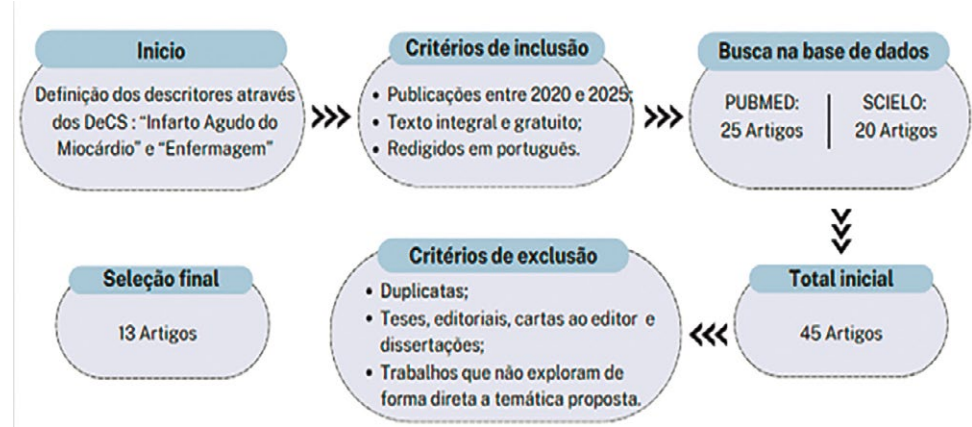 Inicio
Definição dos descritores através
dos DeCS : “Infarto Agudo do
Miocárdio” e “Enfermagem”
Critérios de inclusão
• Publicações entre 2020 e 2025;
• Texto integral e gratuito;
• Redigidos em português.
Busca na base de dados
PUBMED:
25 Artigos
SCIELO:
20 Artigos
Total inicial
45 Artigos
Critérios de exclusão
• Duplicatas;
• Teses, editoriais, cartas ao editor e
dissertações;
• Trabalhos que não exploram de
forma direta a temática proposta.
Seleção final
13 Artigos